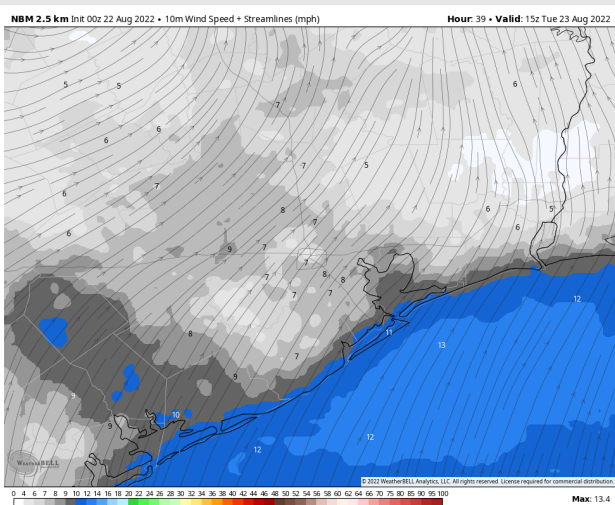 NBM 2.5 km Init 00z 22 Aug 2022 • 10m Wind Speed + Streamlines (mph)
Hour: 39 • Valid: 15z Tue 23 Aug 2022
5 5 7 6
6 6
7 5
6 7
8 7 6 5
6 9 7 6
7
7 8 8
7 7
12
8 11
13
7
9
9
10
9
12
12
WEATHERBELL
© 2022 WeatherBELL Analytics, LLC. All rights reserved. License required for commercial distribution.
0 4 6 7 8 9 10 12 14 16 18 20 22 24 26 28 30 32 34 36 38 40 42 44 46 48 50 52 54 56 58 60 62 64 66 70 75 80 85 90 95 100
Max: 13.4